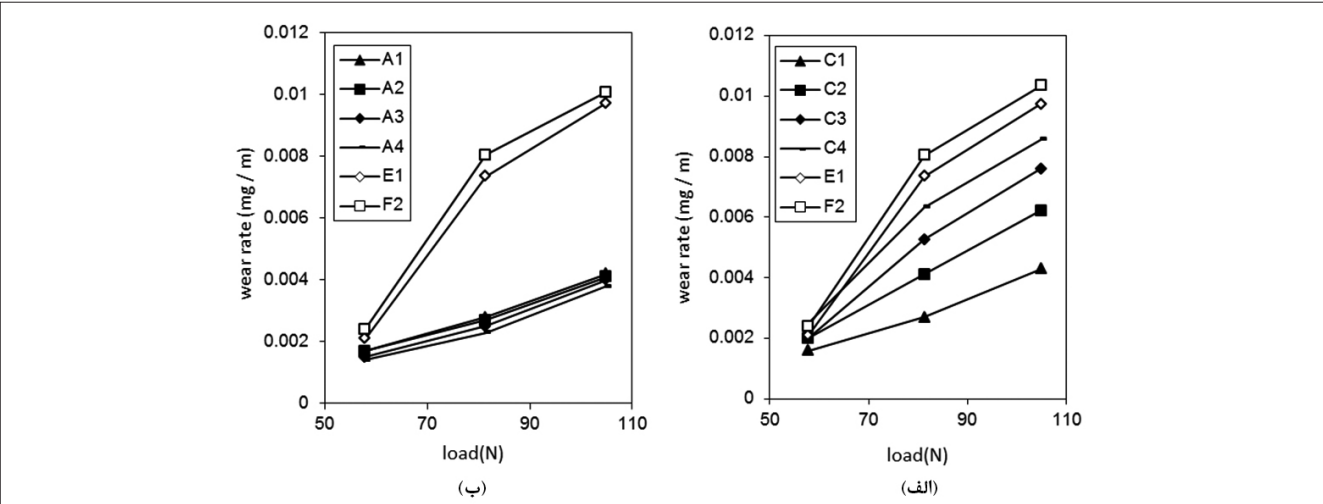 0.012
0.01
0.008
0.006
0.004
0.002
0
wear rate (mg / m)
A1
A2
A3
A4
E1
F2
50
70
90
110
load(N)
(ب)
0.012
0.01
0.008
0.006
0.004
0.002
0
wear rate (mg / m)
C1
C2
C3
C4
E1
F2
50
70
90
110
load(N)
(الف)